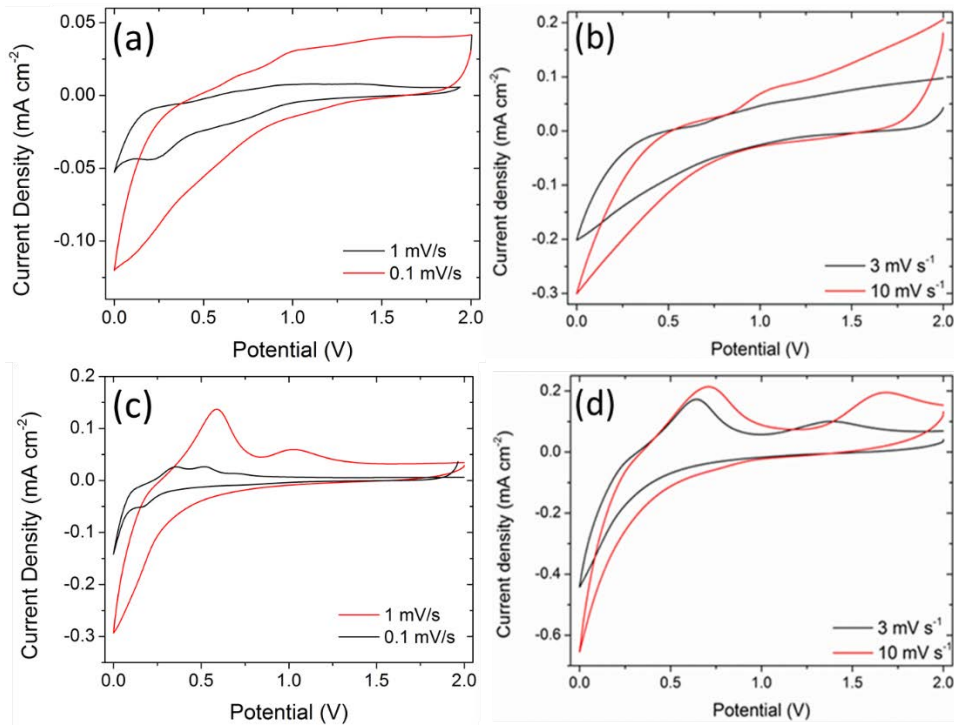 (a)
0.05
0.00
-0.05
-0.10
Current Density (mA cm-2)
1 mV/s
0.1 mV/s
0.0 0.5 1.0 1.5 2.0
Potential (V)
(b)
0.2
0.1
0.0
-0.1
-0.2
-0.3
Current density (mA cm-2)
3 mV s-1
10 mV s-1
0.0 0.5 1.0 1.5 2.0
Potential (V)
(c)
0.2
0.1
0.0
-0.1
-0.2
-0.3
Current Density (mA cm-2)
1 mV/s
0.1 mV/s
0.0 0.5 1.0 1.5 2.0
Potential (V)
(d)
0.2
0.0
-0.2
-0.4
-0.6
Current density (mA cm-2)
3 mV s-1
10 mV s-1
0.0 0.5 1.0 1.5 2.0
Potential (V)